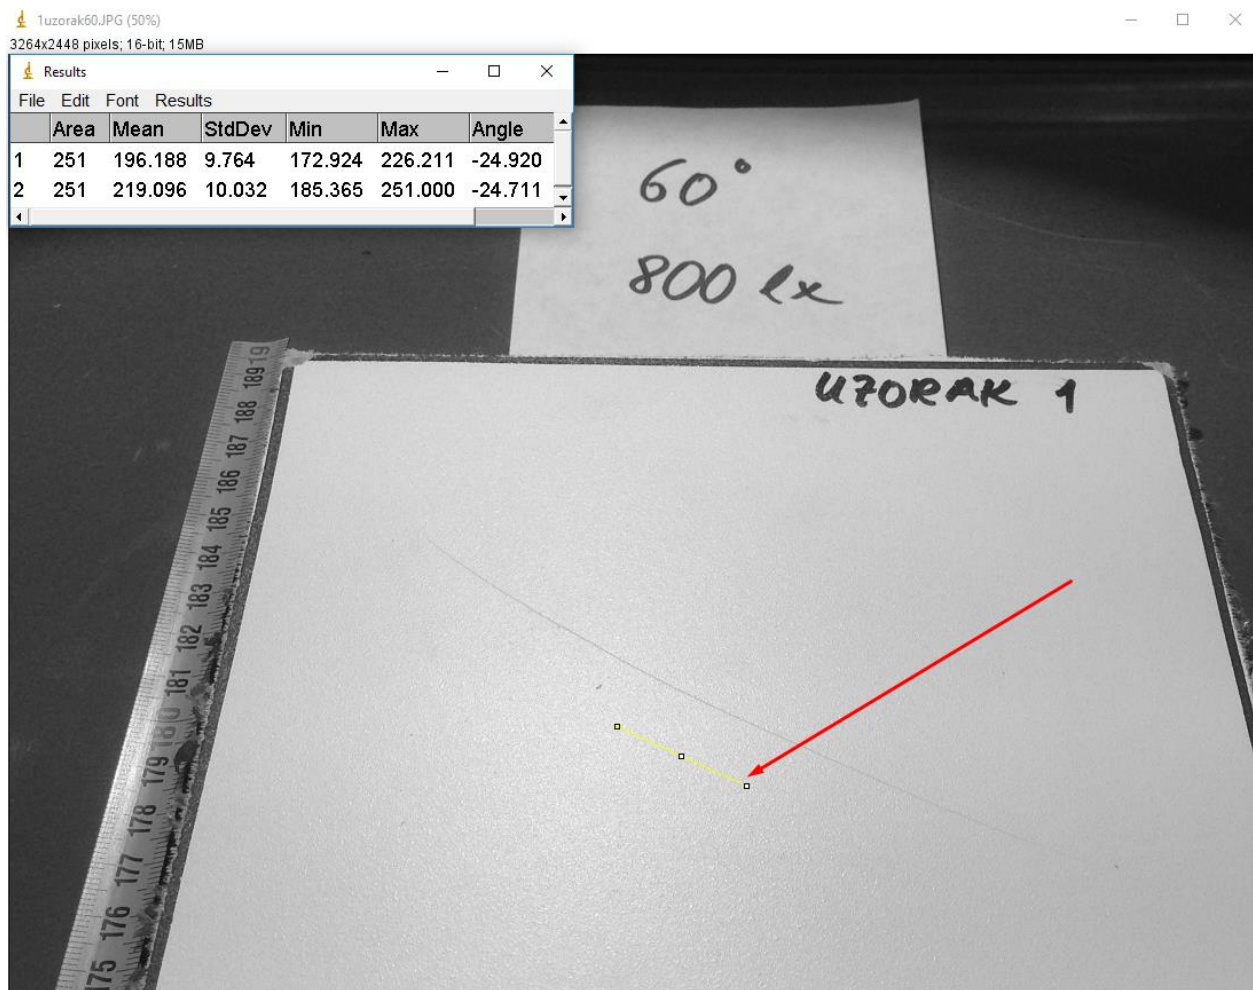 1uzorak60.JPG (50%)
3264x2448 pixels; 16-bit; 15MB
Results
File Edit Font Results
Area Mean StdDev Min Max Angle
1 251 196.188 9.764 172.924 226.211 -24.920
2 251 219.096 10.032 185.365 251.000 -24.711
60°
800 lx
UZORAK 1
189
188
187
186
185
184
183
182
181
180
179
178
177
176
175